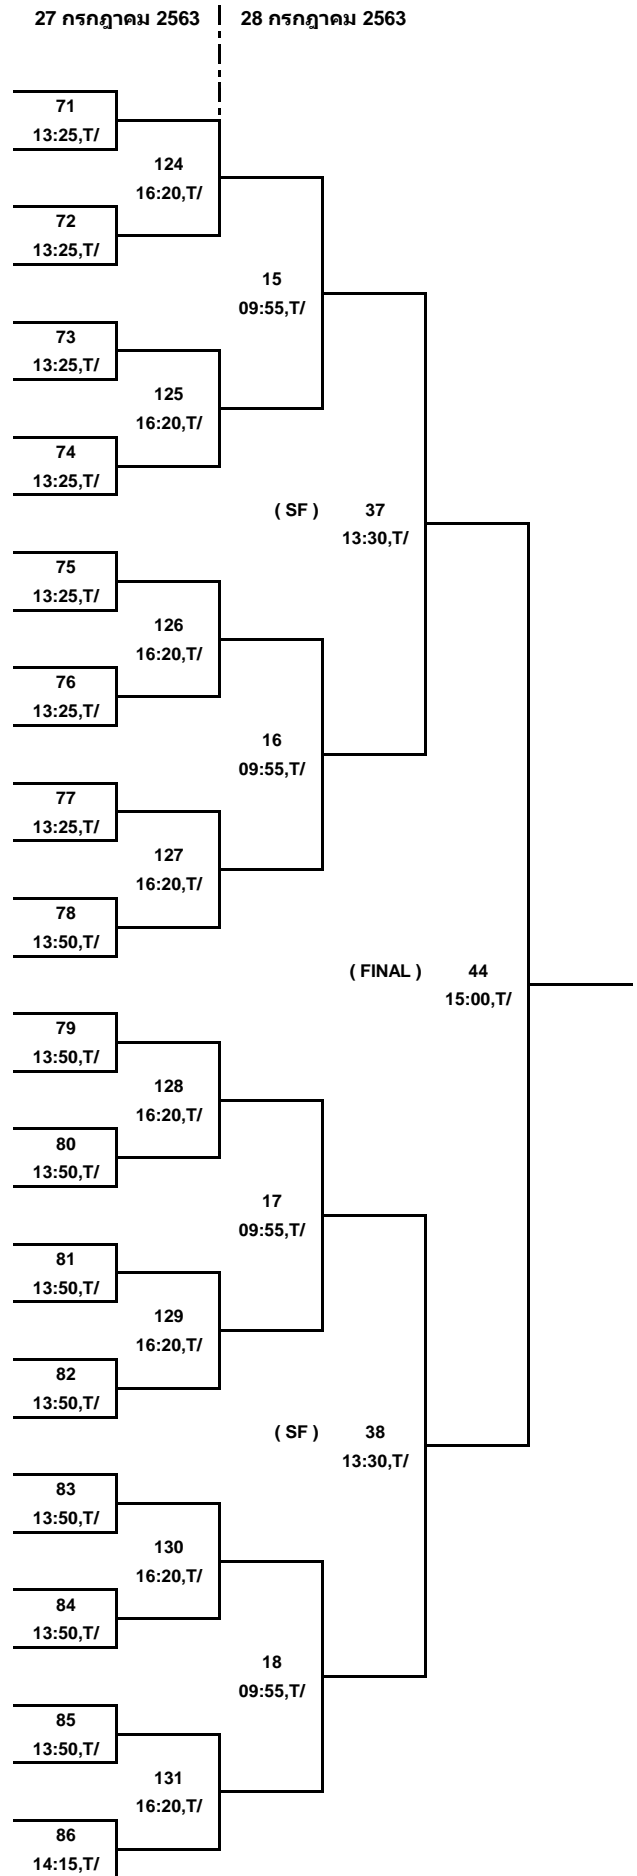 27 กรกฎาคม 2563 28 กรกฎาคม 2563
71
13:25,T/
124
16:20,T/
72
13:25,T/
15
09:55,T/
73
13:25,T/
125
16:20,T/
74
13:25,T/
( SF ) 37
13:30,T/
75
13:25,T/
126
16:20,T/
76
13:25,T/
16
09:55,T/
77
13:25,T/
127
16:20,T/
78
13:50,T/
( FINAL ) 44
15:00,T/
79
13:50,T/
128
16:20,T/
80
13:50,T/
17
09:55,T/
81
13:50,T/
129
16:20,T/
82
13:50,T/
( SF ) 38
13:30,T/
83
13:50,T/
130
16:20,T/
84
13:50,T/
18
09:55,T/
85
13:50,T/
131
16:20,T/
86
14:15,T/